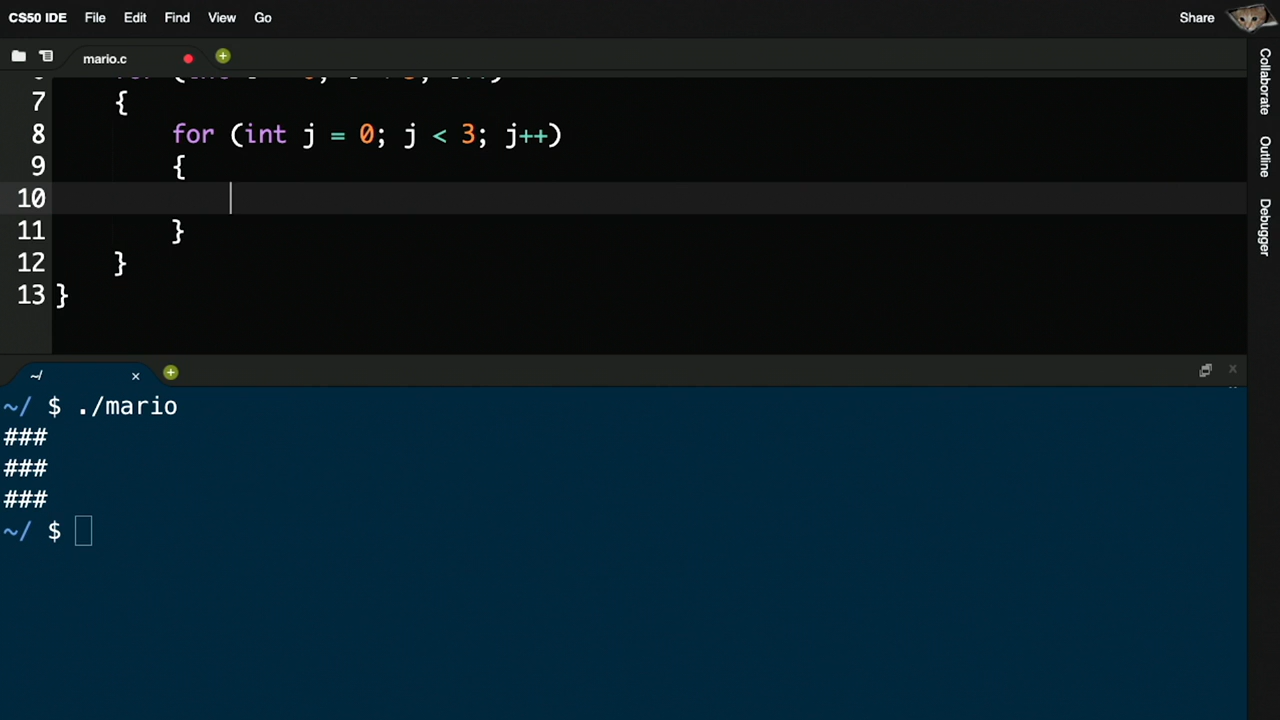 CS50 IDE File Edit Find View Go Share
mario.c
7 {
8 for (int j = 0; j < 3; j++)
9 {
10
11 }
12 }
13 }
~/
~/ $ ./mario
###
###
###
~/ $
Collaborate
Outline
Debugger